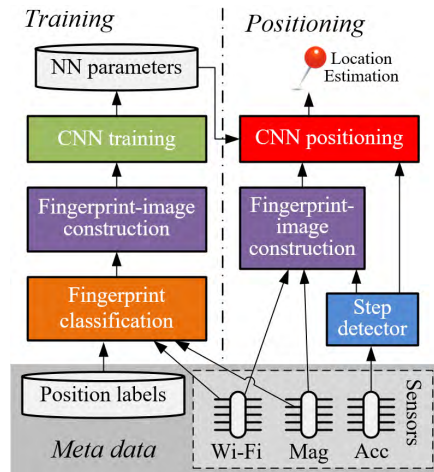 Training
Positioning
NN parameters
Location
Estimation
CNN training
CNN positioning
Fingerprint-image
construction
Fingerprint-
image
construction
Fingerprint
classification
Step
detector
Position labels
Sensors
Meta data
Wi-Fi
Mag
Acc